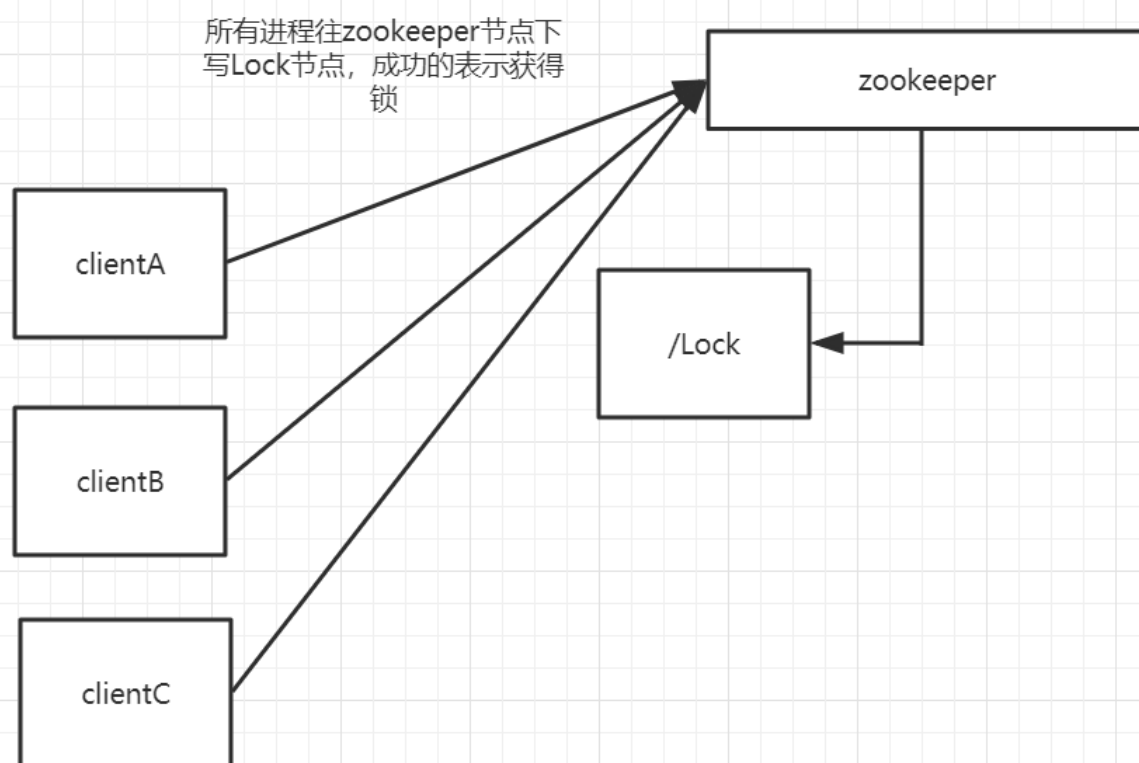 所有进程往zookeeper节点下
写Lock节点，成功的表示获得
锁
zookeeper
clientA
/Lock
clientB
clientC